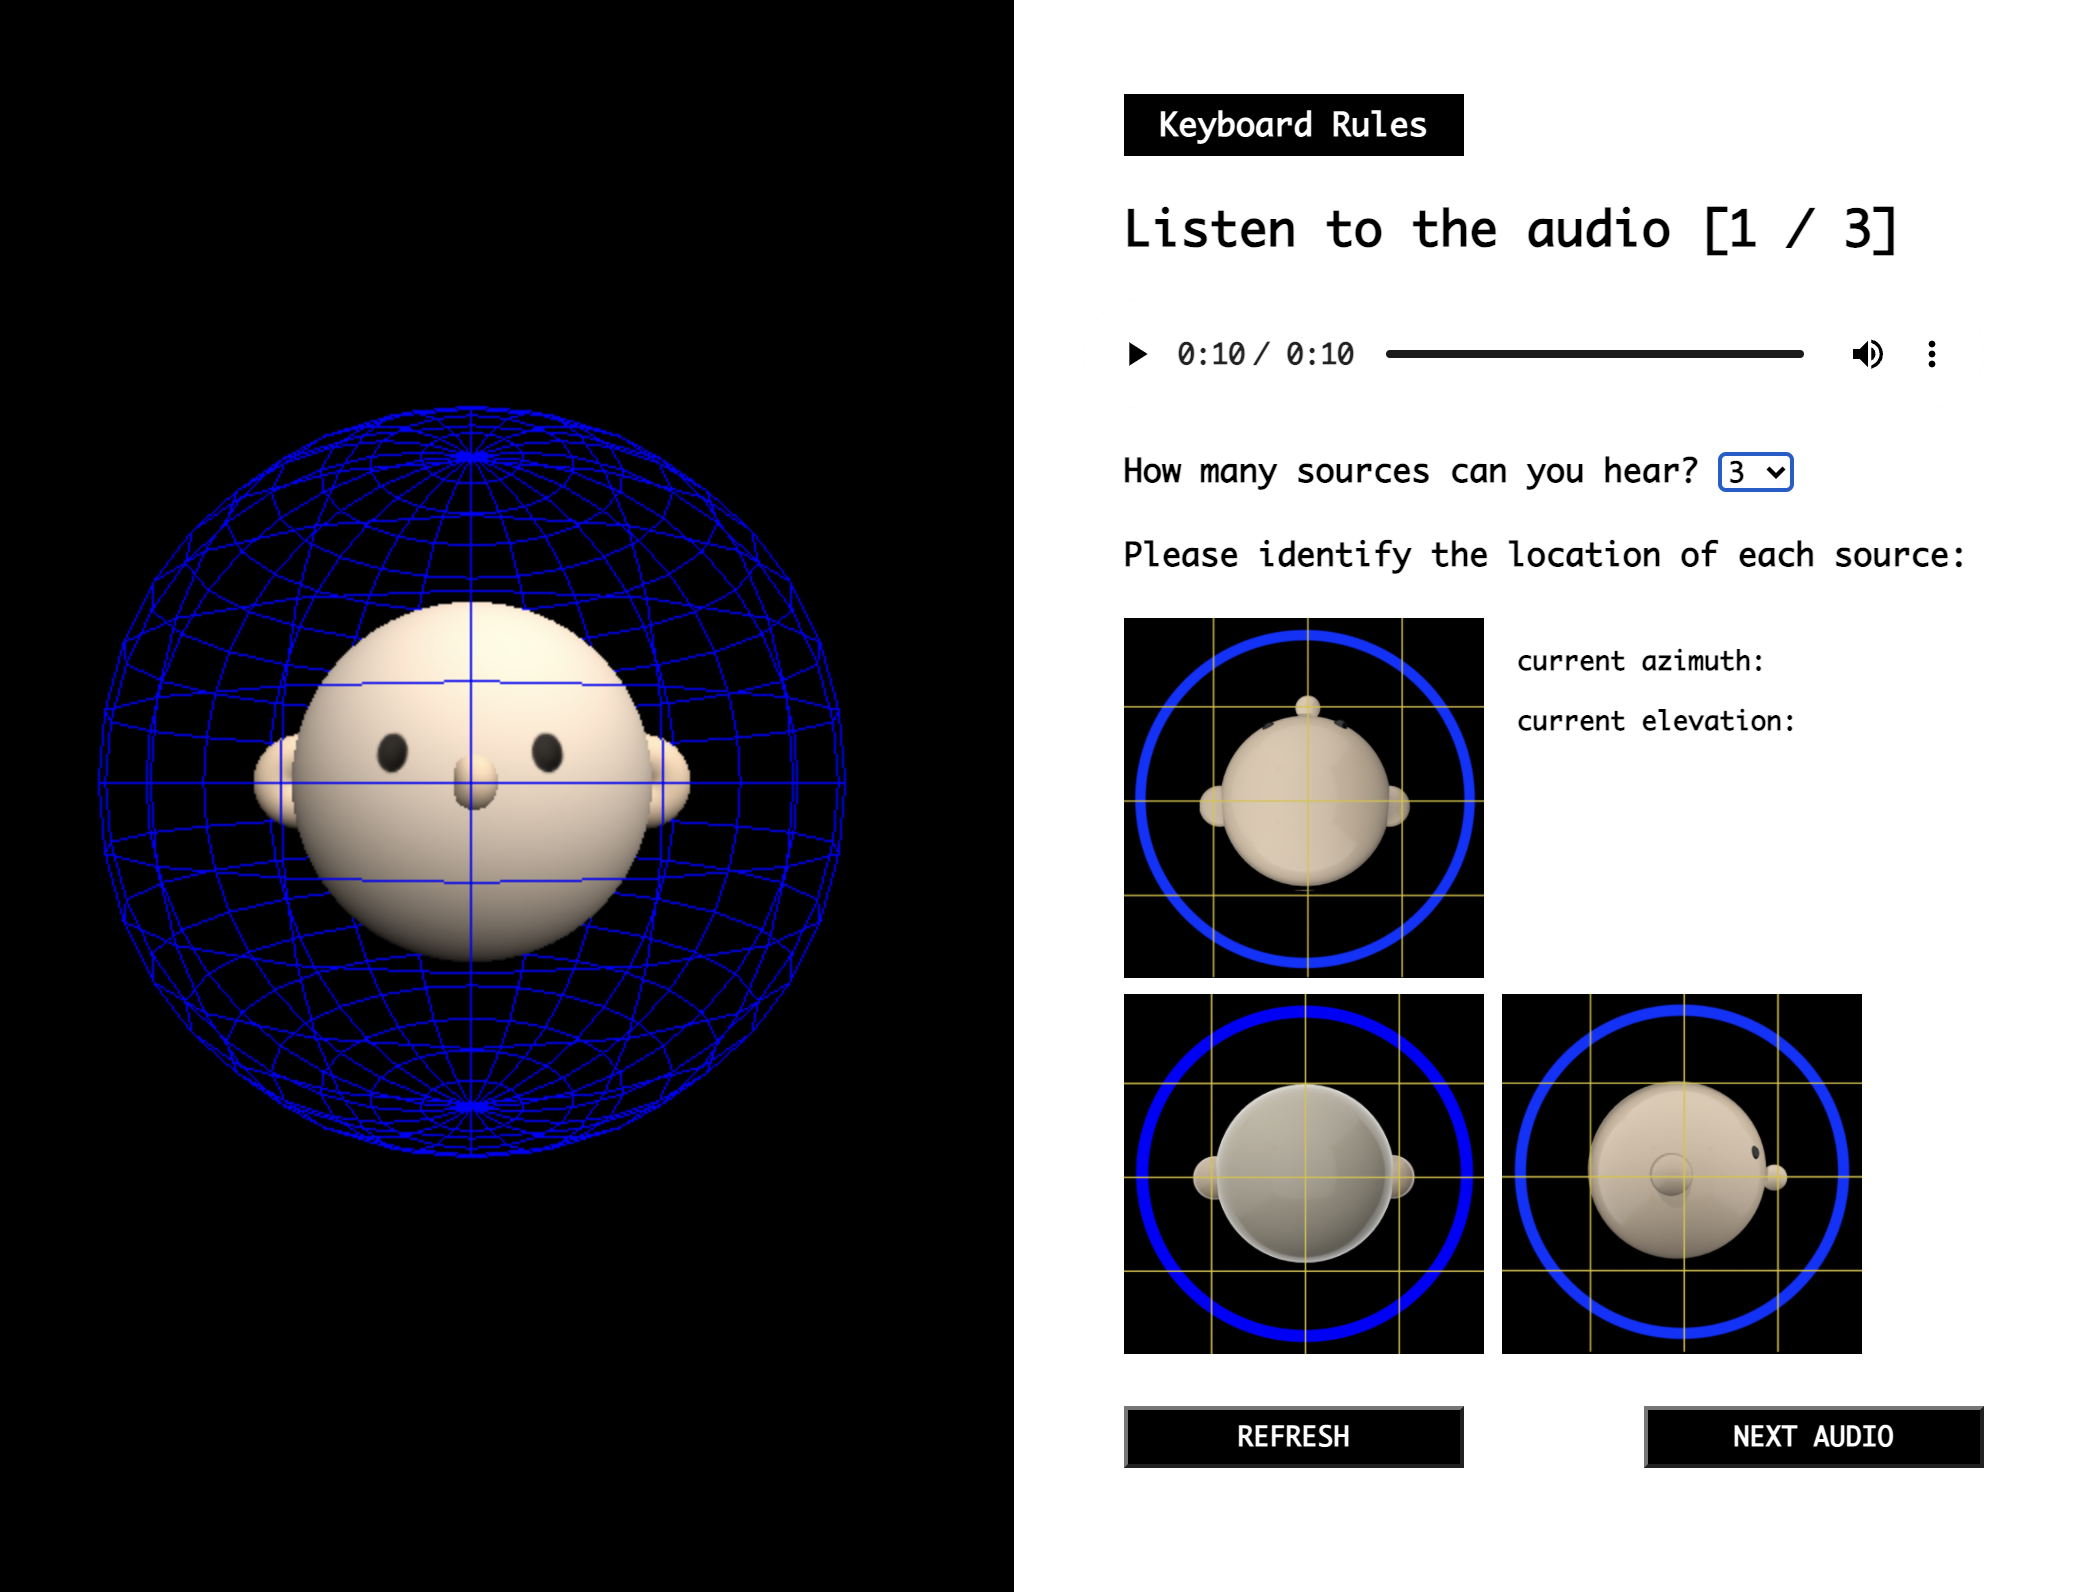 Keyboard Rules
Listen to the audio [1 / 3]
0:10 / 0:10
How many sources can you hear? 3
Please identify the location of each source:
current azimuth:
current elevation:
REFRESH
NEXT AUDIO